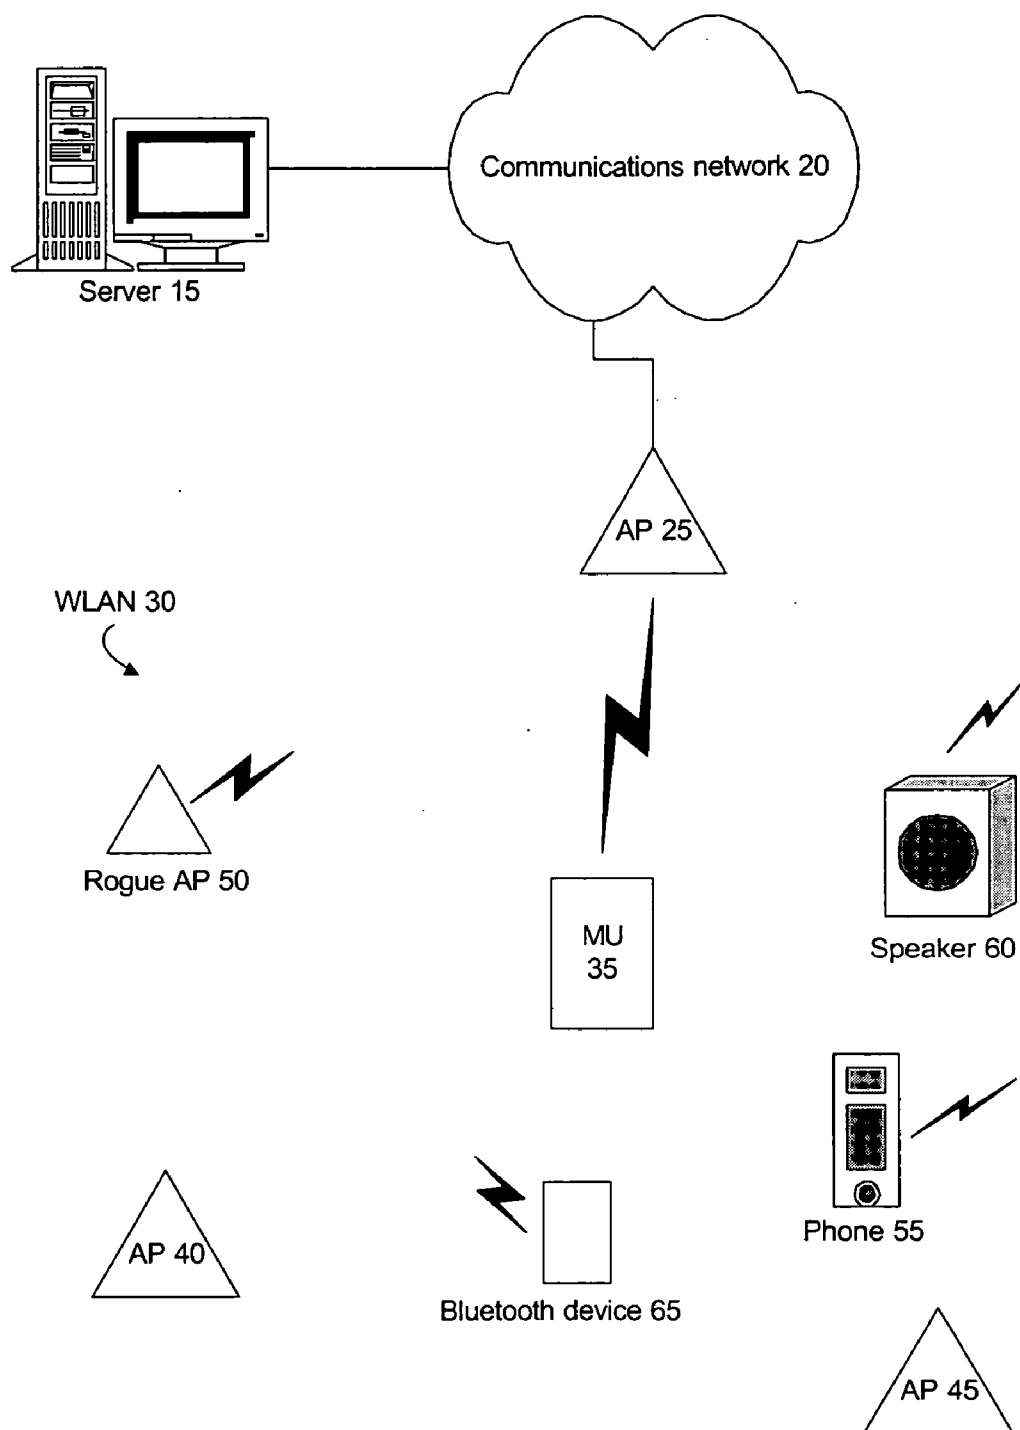 Communications network 20
Server 15
AP 25
WLAN 30
Rogue AP 50
MU
35
Speaker 60
AP 40
Phone 55
Bluetooth device 65
AP 45